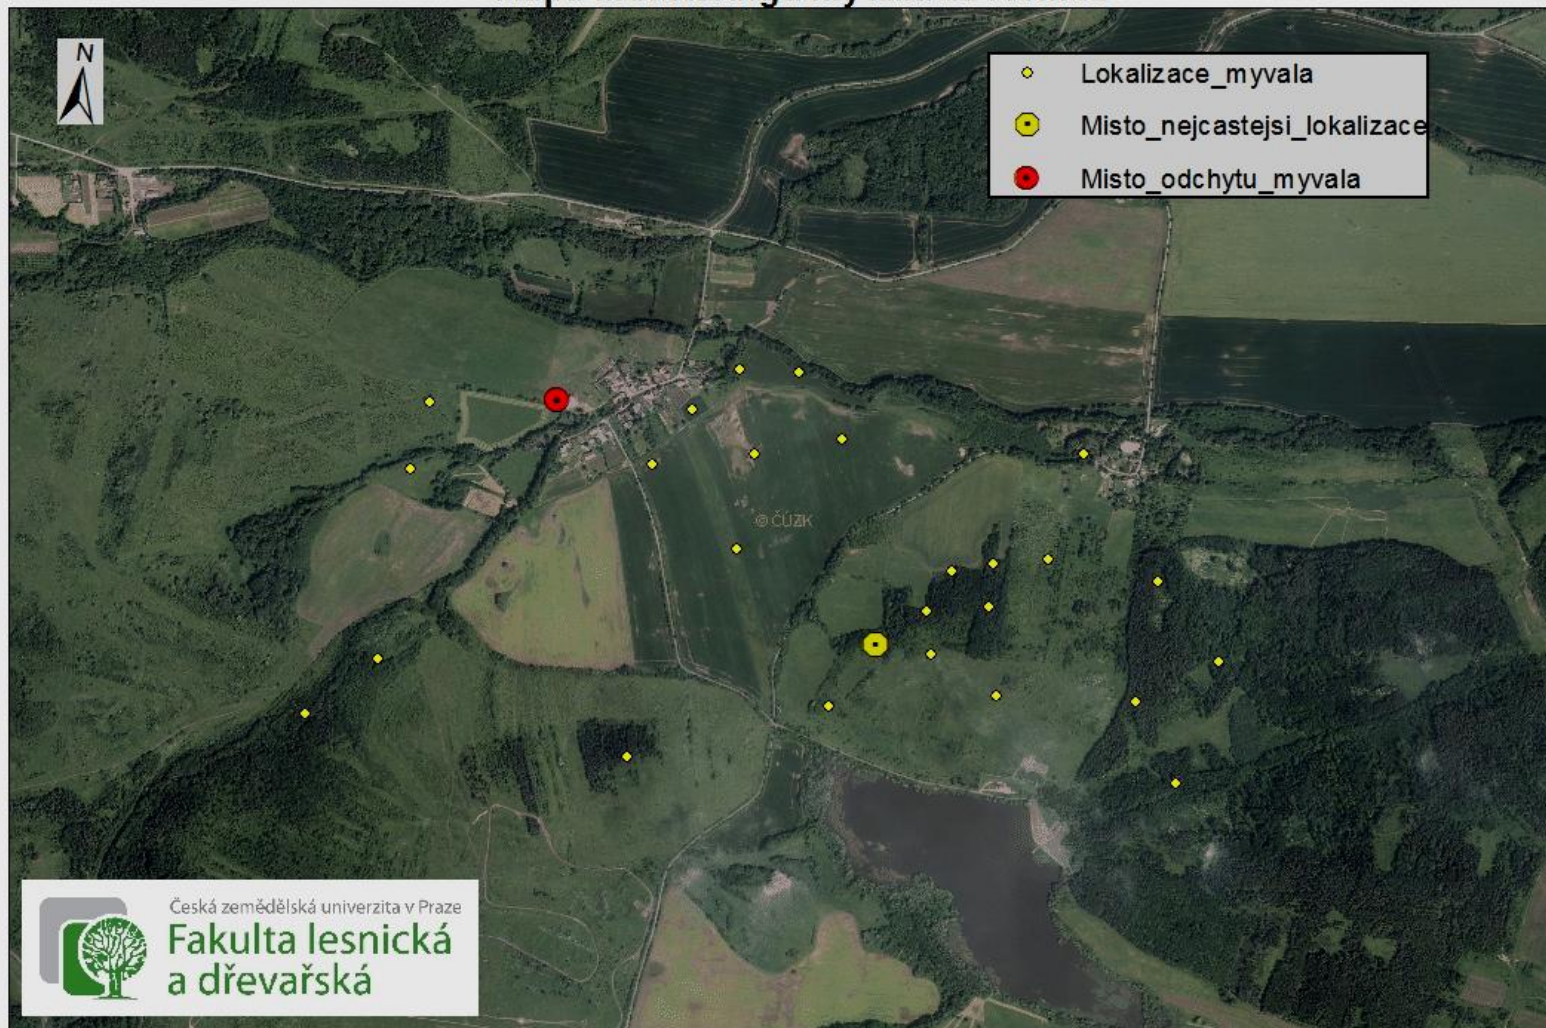 N
Lokalizace_myvala
Misto_nejcastejsi_lokalizace
Misto_odchytu_myvala
© ČÚZK
Česká zemědělská univerzita v Praze
Fakulta lesnická
a dřevařská